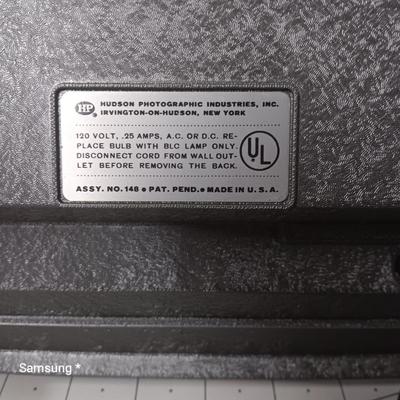 HP HUDSON PHOTOGRAPHIC INDUSTRIES, INC.
IRVINGTON-ON-HUDSON, NEW YORK
120 VOLT, .25 AMPS, A.C. OR D.C. RE-
PLACE BULB WITH BLC LAMP ONLY.
DISCONNECT CORD FROM WALL OUT-
LET BEFORE REMOVING THE BACK.
UL
ASSY. NO. 148 • PAT. PEND. • MADE IN U.S.A.
Samsung *